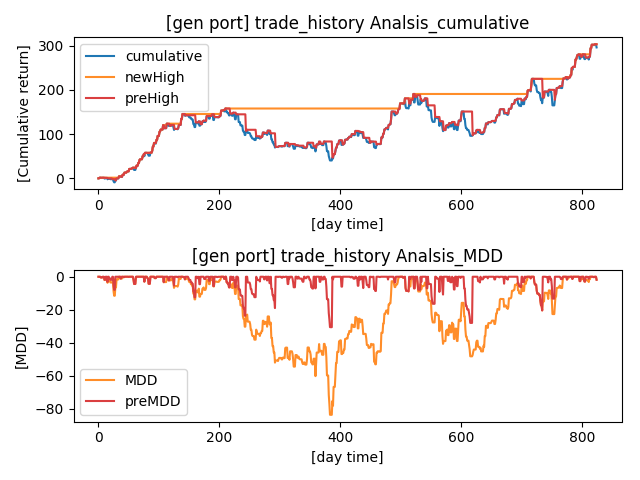 [gen port] trade_history Analsis_cumulative
[Cumulative return]
300
200
100
0
cumulative
newHigh
preHigh
0 200 400 600 800
[day time]
[gen port] trade_history Analsis_MDD
[MDD]
0
−20
−40
−60
−80
MDD
preMDD
0 200 400 600 800
[day time]